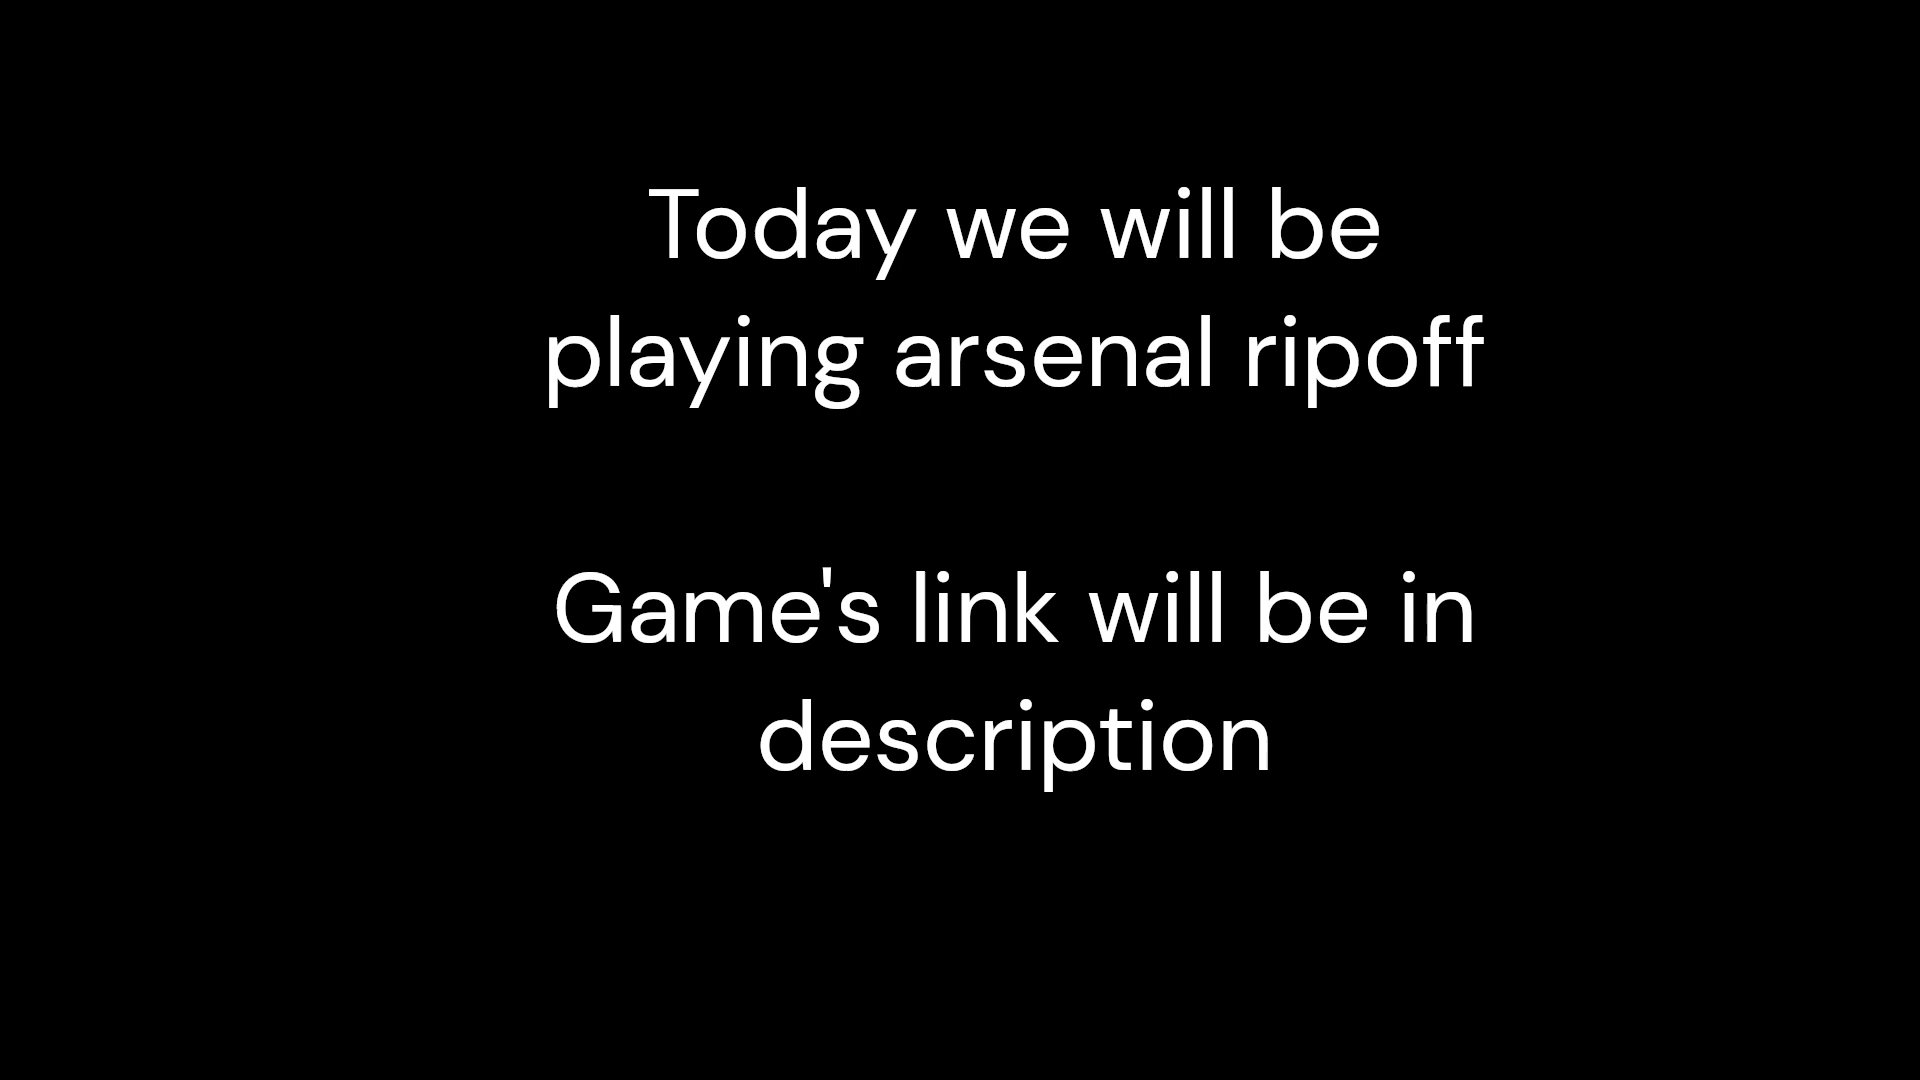 Today we will be
playing arsenal ripoff
Game's link will be in
description